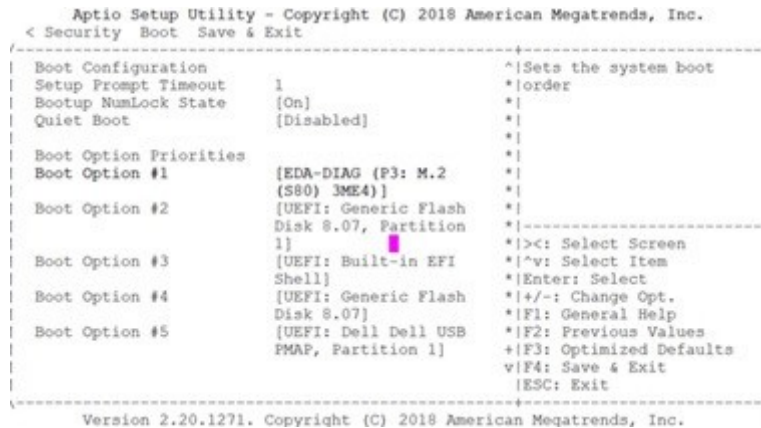 Aptio Setup Utility - Copyright (C) 2018 American Megatrends, Inc.
< Security Boot Save & Exit
Boot Configuration ^|Sets the system boot
Setup Prompt Timeout 1 *|order
Bootup NumLock State [On] *|
Quiet Boot [Disabled] *|
*|
Boot Option Priorities *|
Boot Option #1 [EDA-DIAG (P3: M.2 *|
(S80) 3ME4)] *|
Boot Option #2 [UEFI: Generic Flash *|
Disk 8.07, Partition *|
1] *|><: Select Screen
Boot Option #3 [UEFI: Built-in EFI *|^v: Select Item
Shell] *|Enter: Select
Boot Option #4 [UEFI: Generic Flash *|+/-: Change Opt.
Disk 8.07] *|F1: General Help
Boot Option #5 [UEFI: Dell Dell USB *|F2: Previous Values
PMAP, Partition 1] +|F3: Optimized Defaults
v|F4: Save & Exit
|ESC: Exit
Version 2.20.1271. Copyright (C) 2018 American Megatrends, Inc.